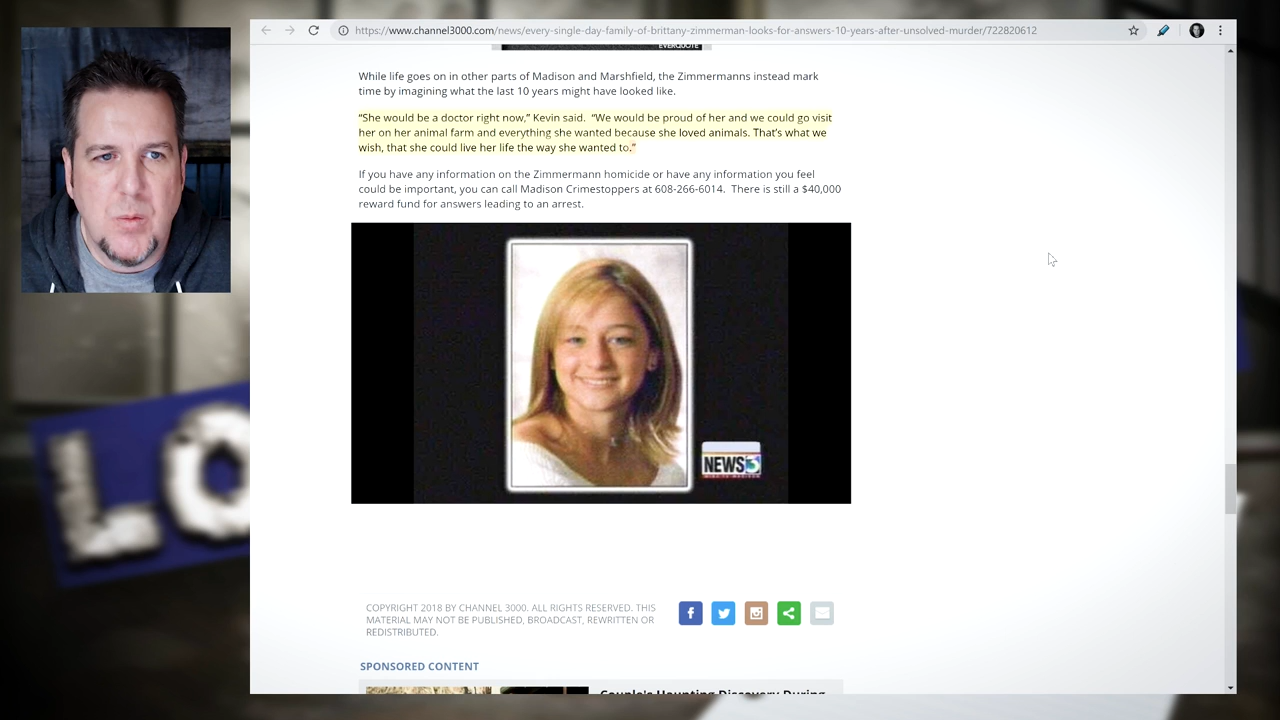 https://www.channel3000.com/news/every-single-day-family-of-brittany-zimmerman-looks-for-answers-10-years-after-unsolved-murder/722820612
EVERQUOTE
While life goes on in other parts of Madison and Marshfield, the Zimmermanns instead mark
time by imagining what the last 10 years might have looked like.
“She would be a doctor right now,” Kevin said.  “We would be proud of her and we could go visit
her on her animal farm and everything she wanted because she loved animals. That’s what we
wish, that she could live her life the way she wanted to.”
If you have any information on the Zimmermann homicide or have any information you feel
could be important, you can call Madison Crimestoppers at 608-266-6014.  There is still a $40,000
reward fund for answers leading to an arrest.
NEWS 3
LO
COPYRIGHT 2018 BY CHANNEL 3000. ALL RIGHTS RESERVED. THIS
MATERIAL MAY NOT BE PUBLISHED, BROADCAST, REWRITTEN OR
REDISTRIBUTED.
SPONSORED CONTENT
Couple's Haunting Discovery During